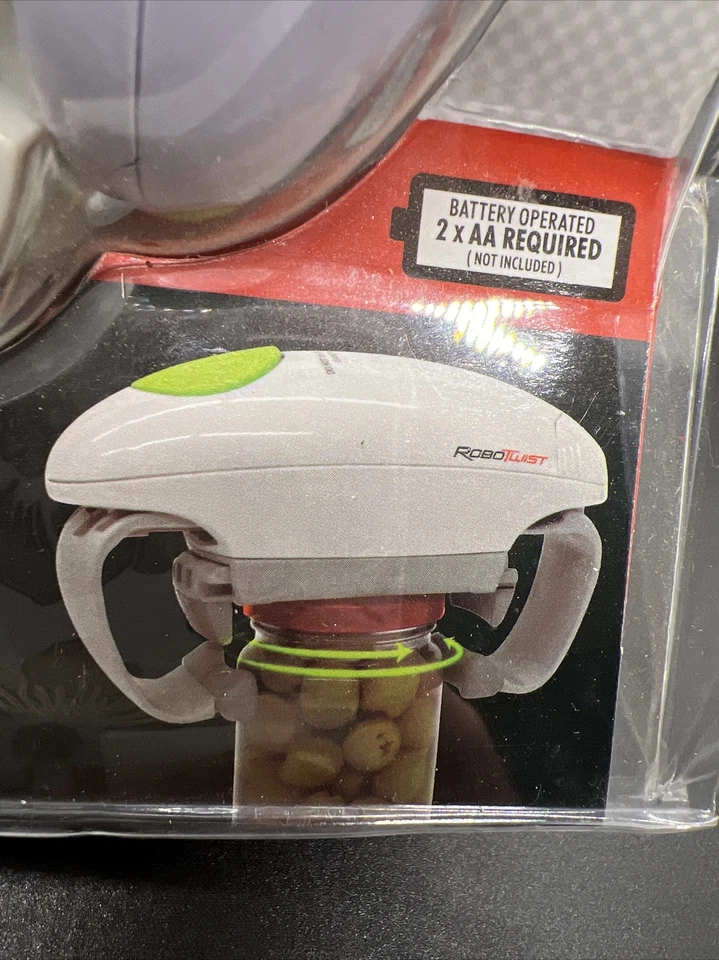 BATTERY OPERATED
2 x AA REQUIRED
( NOT INCLUDED )
ROBOTWIST